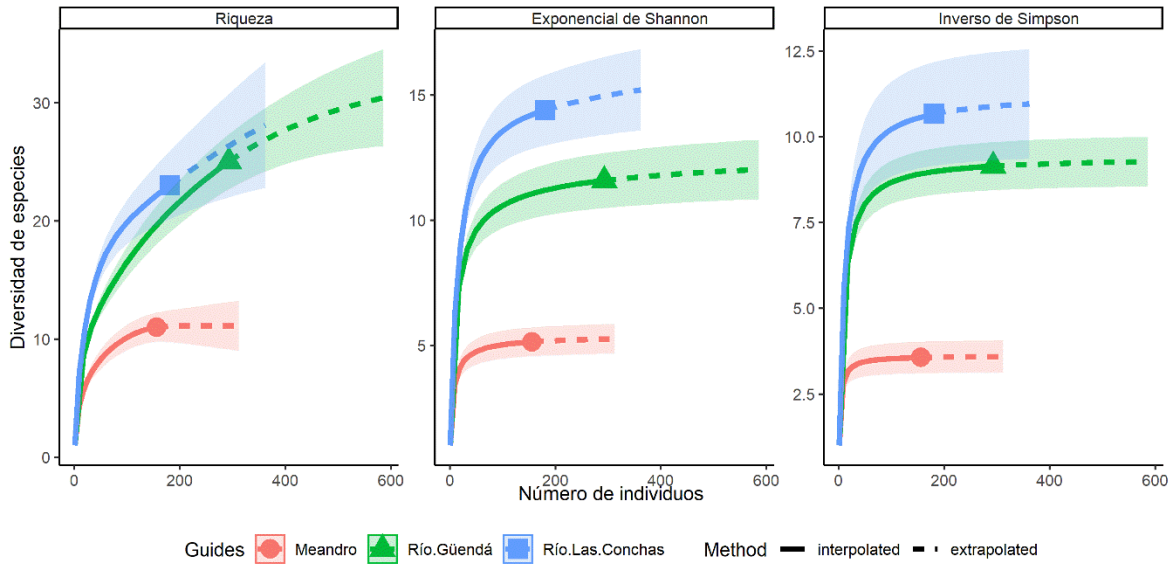 Riqueza
Exponencial de Shannon
Inverso de Simpson
Diversidad de especies
30
20
10
0
15
10
5
12.5
10.0
7.5
5.0
2.5
0 200 400 600
0 200 400 600
0 200 400 600
Número de individuos
Guides Meandro Río.Güendá Río.Las.Conchas Method interpolated extrapolated